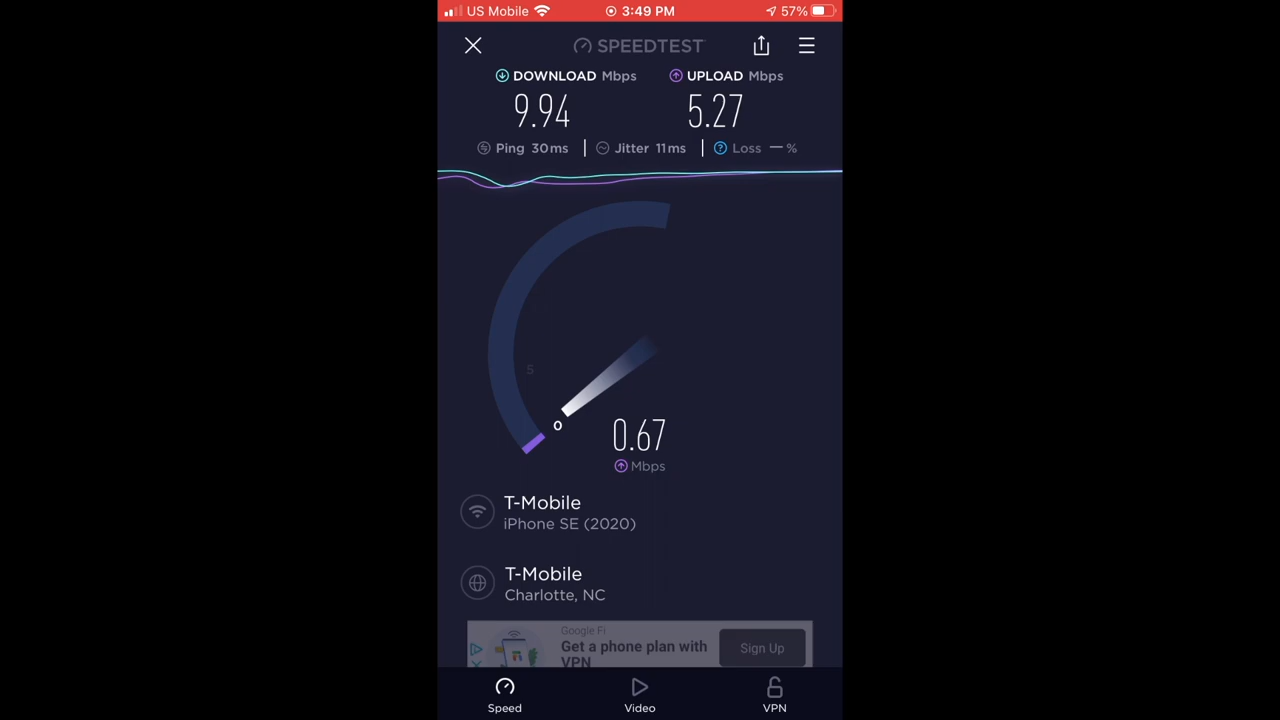 US Mobile 3:49 PM 57%
SPEEDTEST
DOWNLOAD Mbps UPLOAD Mbps
9.94 5.27
Ping 30ms Jitter 11ms Loss — %
5
0
0.67
Mbps
T-Mobile
iPhone SE (2020)
T-Mobile
Charlotte, NC
Google Fi
Get a phone plan with
VPN
Sign Up
Speed Video VPN